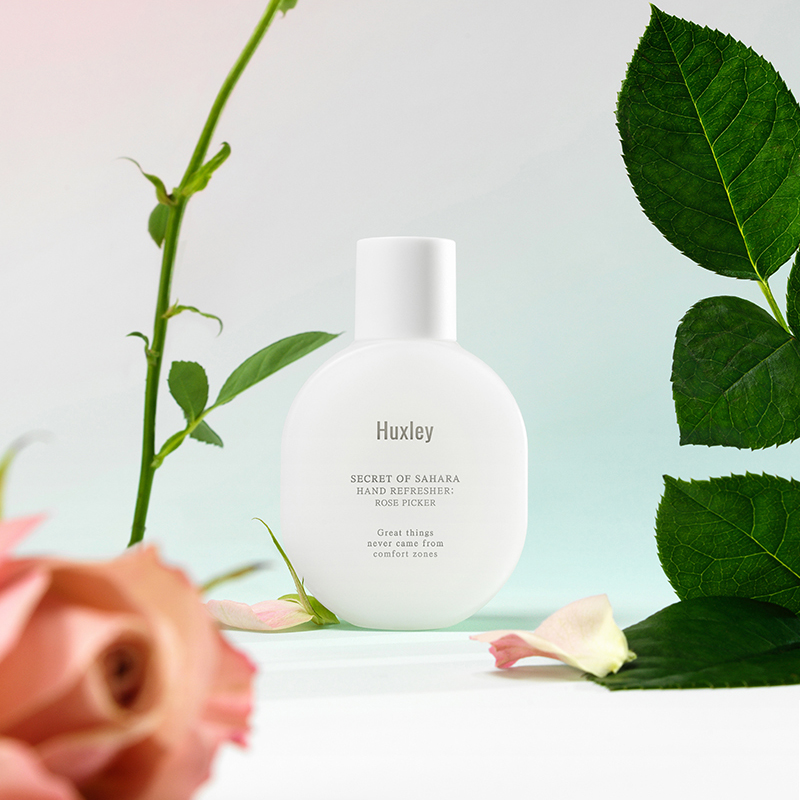 Huxley
SECRET OF SAHARA
HAND REFRESHER:
ROSE PICKER
Great things
never came from
comfort zones